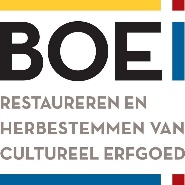 BOEi
RESTAUREREN EN
HERBESTEMMEN VAN
CULTUREEL ERFGOED